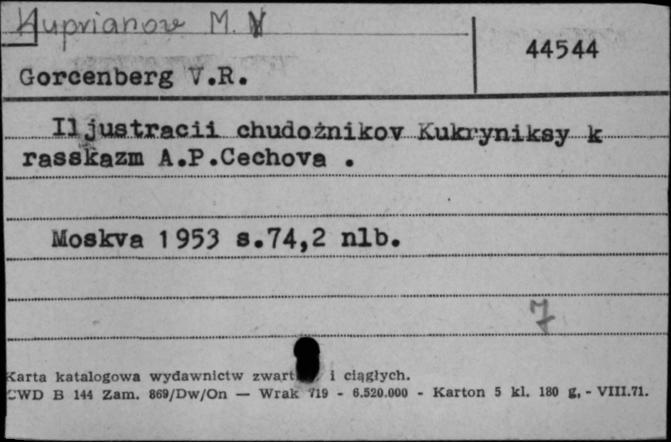 Kuprianov M. V
44544
Gorcenberg V.R.
Iljustracii chudożnikov Kukryniksy k
rasskazm A.P.Cechova .
Moskva 1953 s.74,2 nlb.
7
Karta katalogowa wydawnictw i ciągłych.
CWD B 144 Zam. 869/Dw/On — Wrak 719 - 6.520.000 - Karton 5 kl. 180 g, - VIII.71.